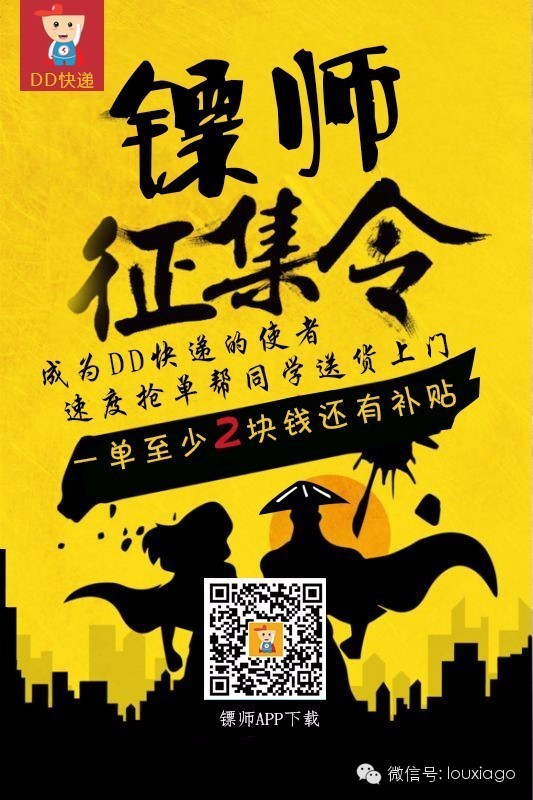 DD快递
镖师
征集令
成为DD快递的使者
速度抢单帮同学送货上门
一单至少2块钱还有补贴
镖师APP下载
微信号: louxiago